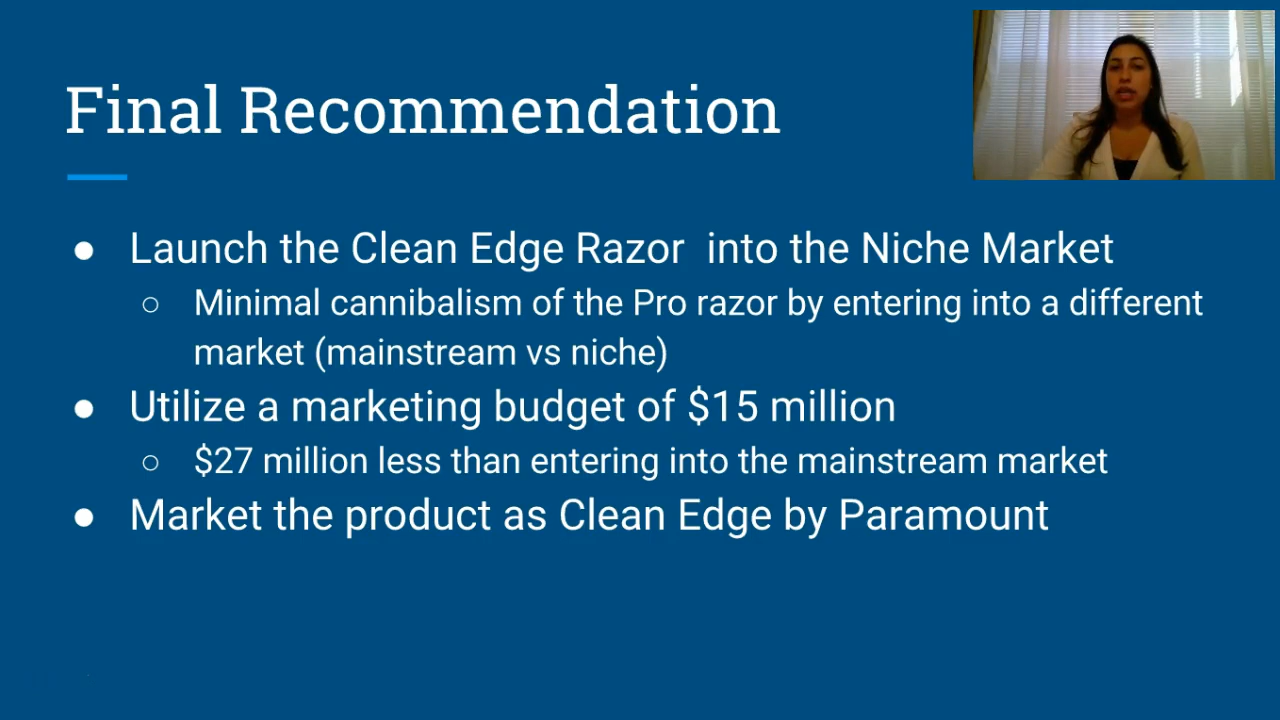 Final Recommendation
● Launch the Clean Edge Razor  into the Niche Market
○ Minimal cannibalism of the Pro razor by entering into a different
market (mainstream vs niche)
● Utilize a marketing budget of $15 million
○ $27 million less than entering into the mainstream market
● Market the product as Clean Edge by Paramount